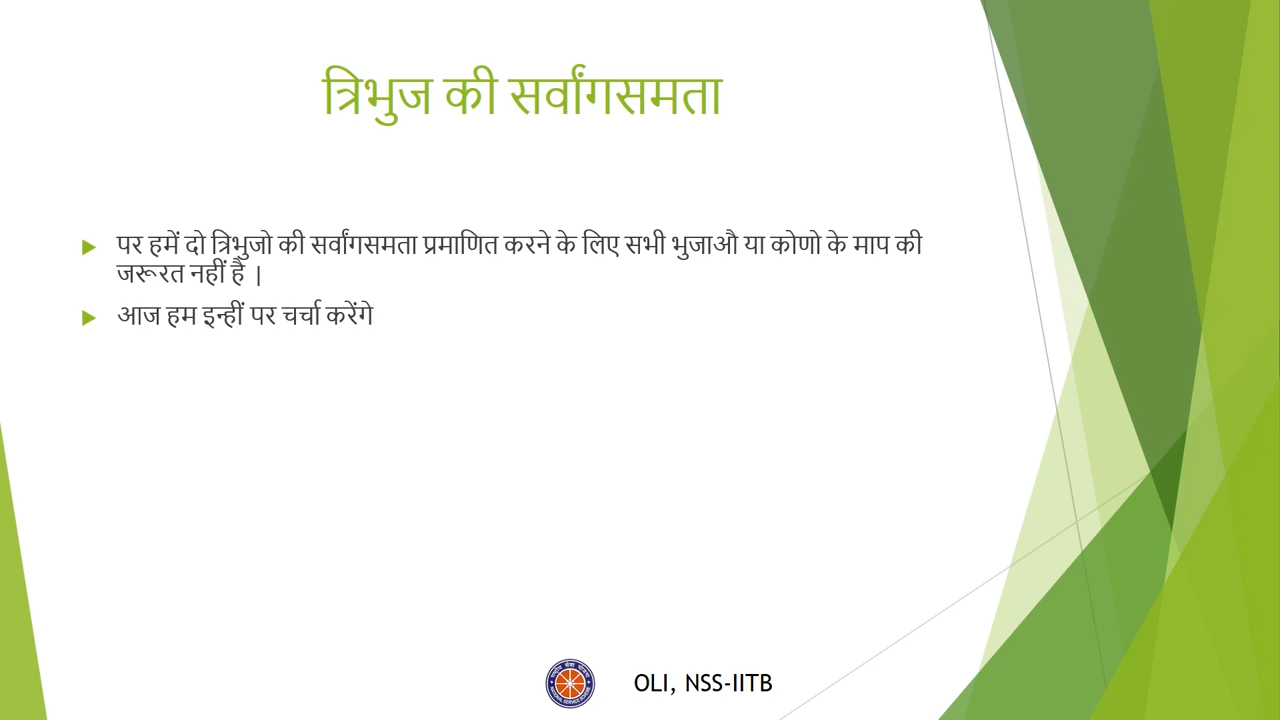 त्रिभुज की सर्वांगसमता
पर हमें दो त्रिभुजो की सर्वांगसमता प्रमाणित करने के लिए सभी भुजाऔ या कोणो के माप की
जरूरत नहीं है ।
आज हम इन्हीं पर चर्चा करेंगे
OLI, NSS-IITB